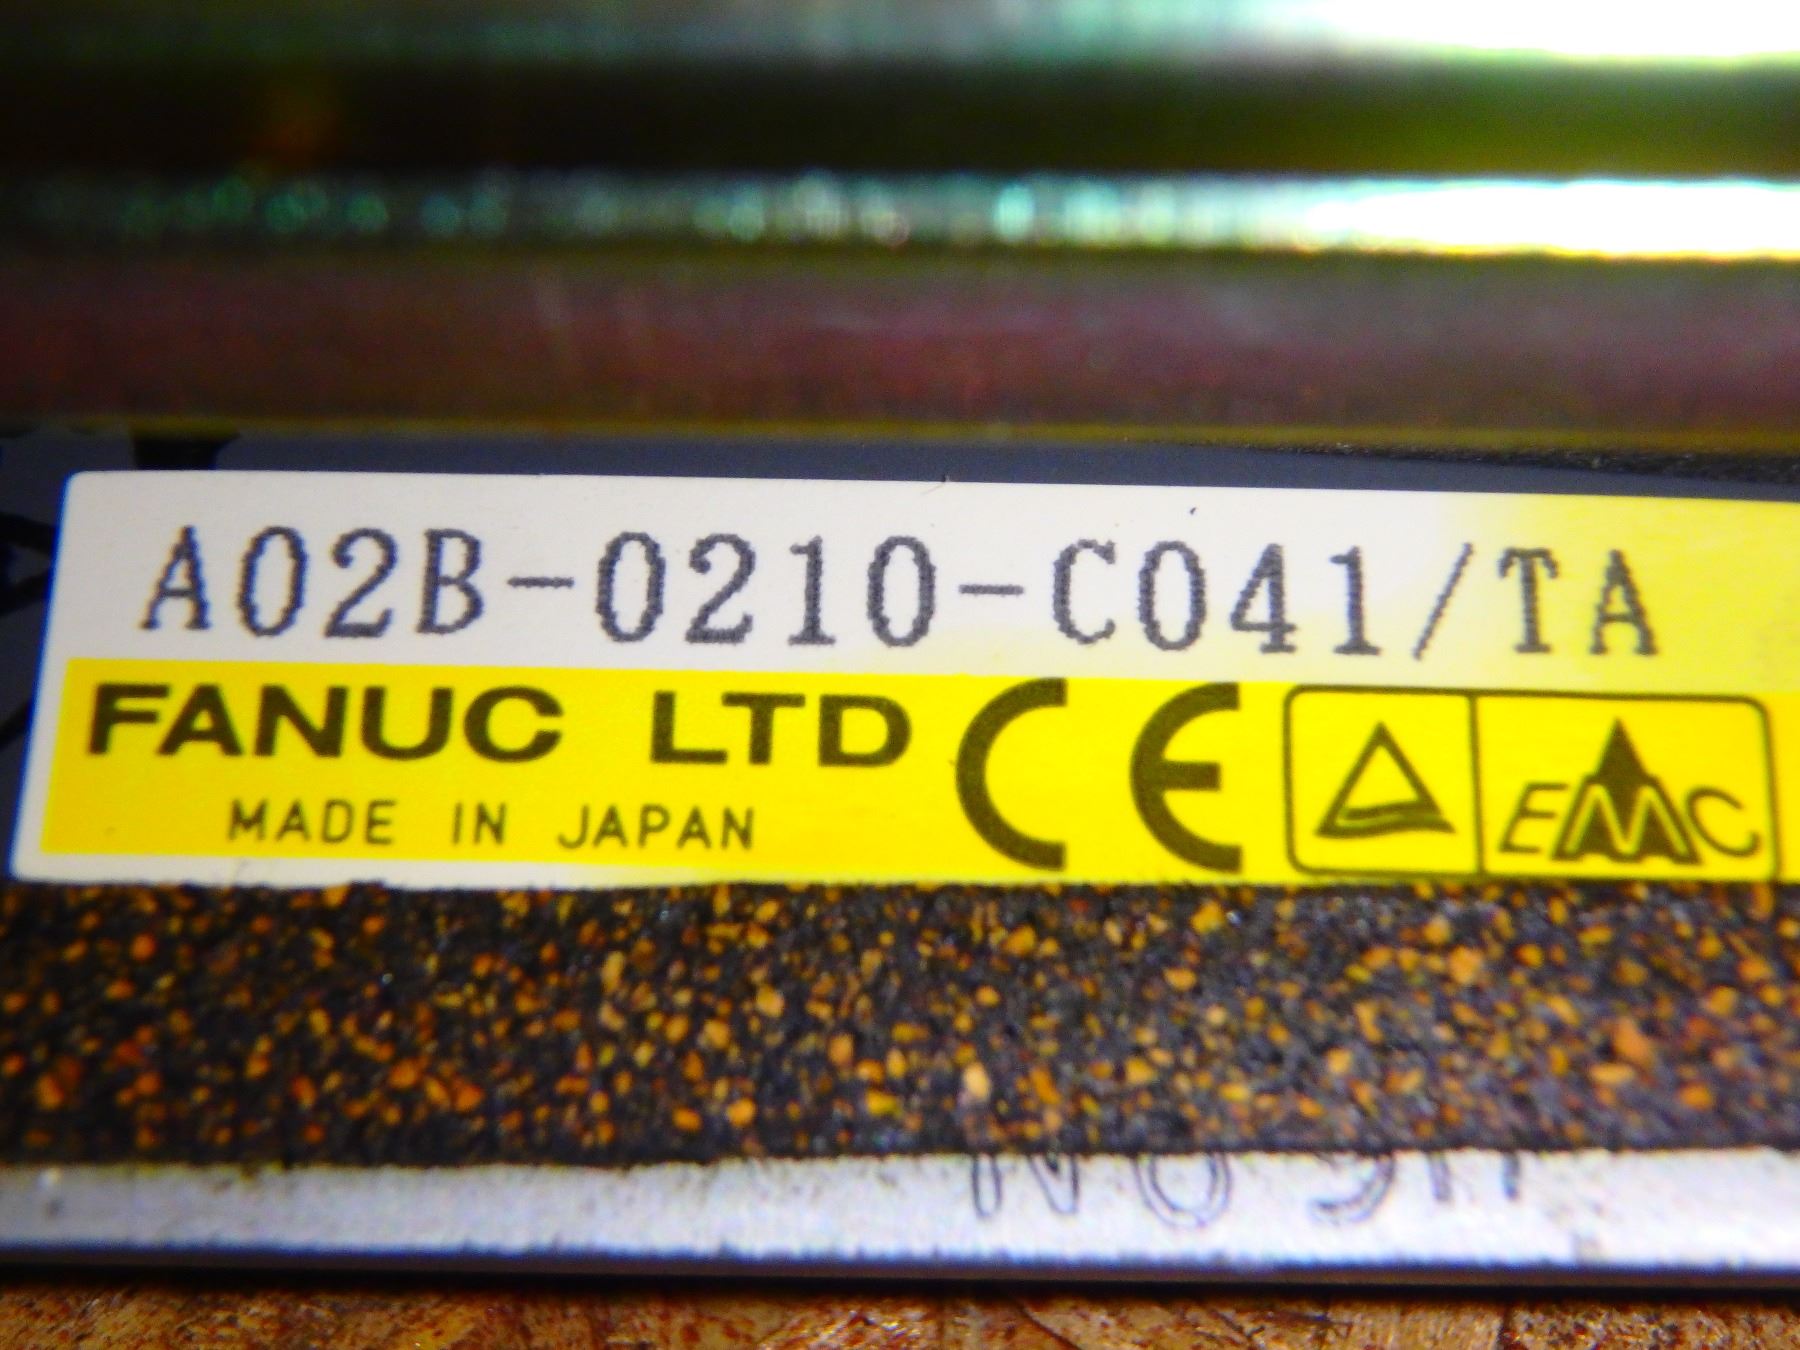 A02B-0210-C041/TA
FANUC LTD CE EMC
MADE IN JAPAN